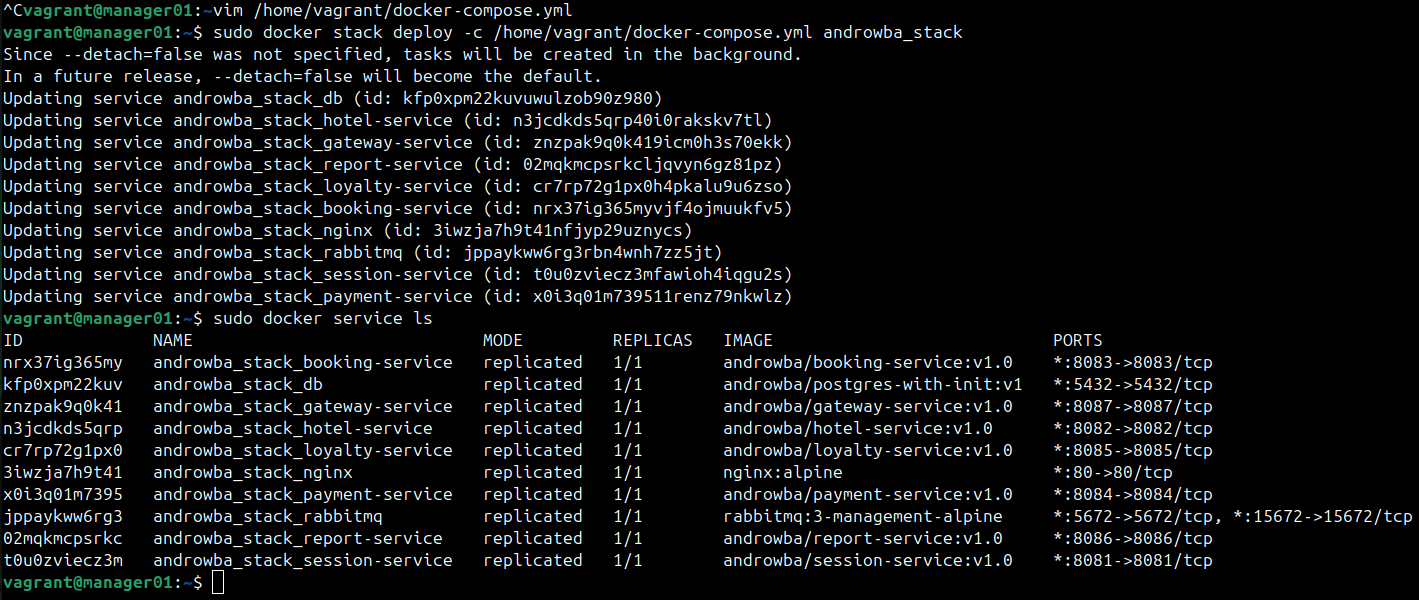 ^Cvagrant@manager01:~vim /home/vagrant/docker-compose.yml
vagrant@manager01:~$ sudo docker stack deploy -c /home/vagrant/docker-compose.yml androwba_stack
Since --detach=false was not specified, tasks will be created in the background.
In a future release, --detach=false will become the default.
Updating service androwba_stack_db (id: kfp0xpm22kuvuwulzob90z980)
Updating service androwba_stack_hotel-service (id: n3jcdkds5qrp40i0rakskv7tl)
Updating service androwba_stack_gateway-service (id: znzpak9q0k419icm0h3s70ekk)
Updating service androwba_stack_report-service (id: 02mqkmcpsrkcljqvyn6gz81pz)
Updating service androwba_stack_loyalty-service (id: cr7rp72g1px0h4pkalu9u6zso)
Updating service androwba_stack_booking-service (id: nrx37ig365myvjf4ojmuukfv5)
Updating service androwba_stack_nginx (id: 3iwzja7h9t41nfjyp29uznycs)
Updating service androwba_stack_rabbitmq (id: jppaykww6rg3rbn4wnh7zz5jt)
Updating service androwba_stack_session-service (id: t0u0zviecz3mfawioh4iqgu2s)
Updating service androwba_stack_payment-service (id: x0i3q01m739511renz79nkwlz)
vagrant@manager01:~$ sudo docker service ls
ID NAME MODE REPLICAS IMAGE PORTS
nrx37ig365my androwba_stack_booking-service replicated 1/1 androwba/booking-service:v1.0 *:8083->8083/tcp
kfp0xpm22kuv androwba_stack_db replicated 1/1 androwba/postgres-with-init:v1 *:5432->5432/tcp
znzpak9q0k41 androwba_stack_gateway-service replicated 1/1 androwba/gateway-service:v1.0 *:8087->8087/tcp
n3jcdkds5qrp androwba_stack_hotel-service replicated 1/1 androwba/hotel-service:v1.0 *:8082->8082/tcp
cr7rp72g1px0 androwba_stack_loyalty-service replicated 1/1 androwba/loyalty-service:v1.0 *:8085->8085/tcp
3iwzja7h9t41 androwba_stack_nginx replicated 1/1 nginx:alpine *:80->80/tcp
x0i3q01m7395 androwba_stack_payment-service replicated 1/1 androwba/payment-service:v1.0 *:8084->8084/tcp
jppaykww6rg3 androwba_stack_rabbitmq replicated 1/1 rabbitmq:3-management-alpine *:5672->5672/tcp, *:15672->15672/tcp
02mqkmcpsrkc androwba_stack_report-service replicated 1/1 androwba/report-service:v1.0 *:8086->8086/tcp
t0u0zviecz3m androwba_stack_session-service replicated 1/1 androwba/session-service:v1.0 *:8081->8081/tcp
vagrant@manager01:~$